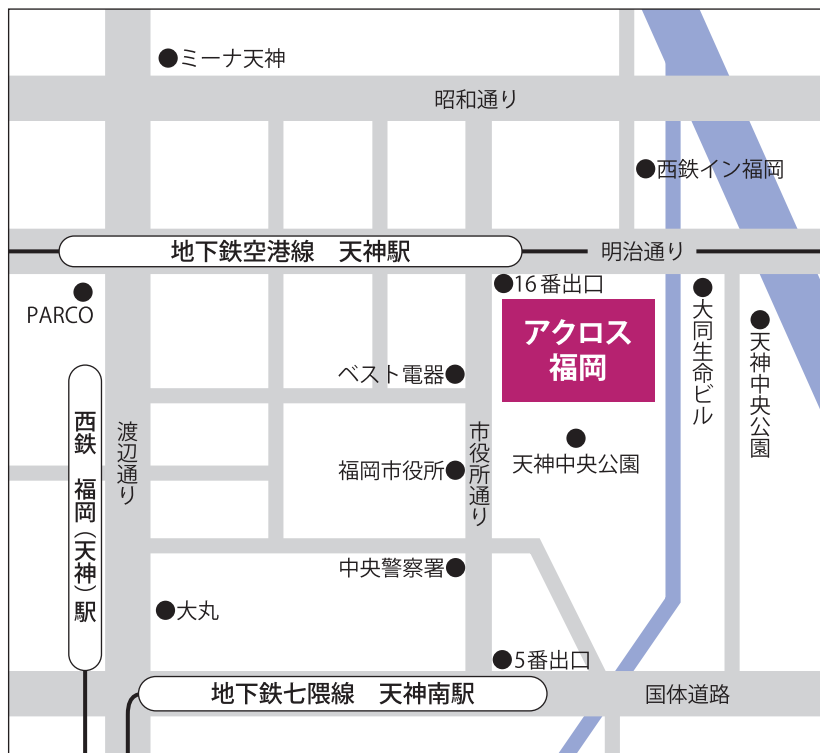 ミーナ天神
昭和通り
西鉄イン福岡
地下鉄空港線　天神駅
明治通り
16番出口
PARCO
アクロス
福岡
大同生命ビル
天神中央公園
ベスト電器
西鉄　福岡(天神)駅
渡辺通り
市役所通り
天神中央公園
福岡市役所
中央警察署
大丸
5番出口
地下鉄七隈線　天神南駅
国体道路